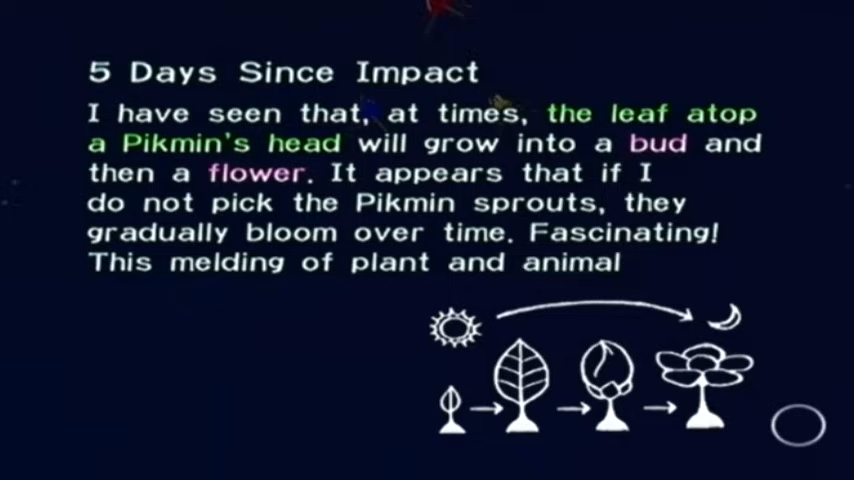 5 Days Since Impact
I have seen that, at times, the leaf atop
a Pikmin's head will grow into a bud and
then a flower. It appears that if I
do not pick the Pikmin sprouts, they
gradually bloom over time. Fascinating!
This melding of plant and animal